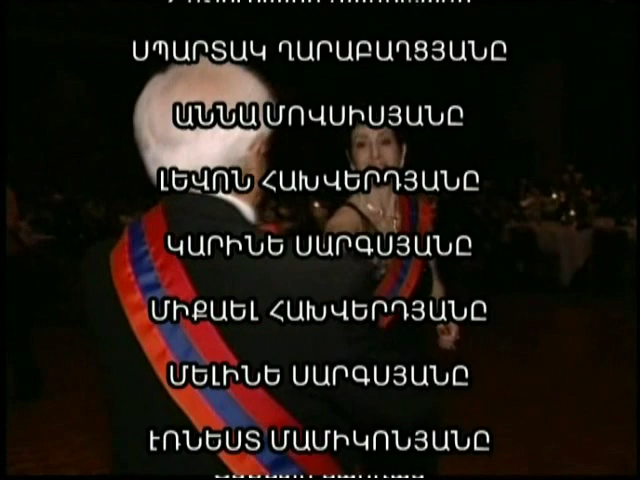 ՍՊԱՐՏԱԿ ՂԱՐԱԲԱՂՑՅԱՆԸ
ԱՆՆԱ ՄՈՎՍԻՍՅԱՆԸ
ԼԵՎՈՆ ՀԱԽՎԵՐԴՅԱՆԸ
ԿԱՐԻՆԵ ՍԱՐԳՍՅԱՆԸ
ՄԻՔԱԵԼ ՀԱԽՎԵՐԴՅԱՆԸ
ՄԵԼԻՆԵ ՍԱՐԳՍՅԱՆԸ
ԷՌՆԵՍՏ ՄԱՄԻԿՈՆՅԱՆԸ